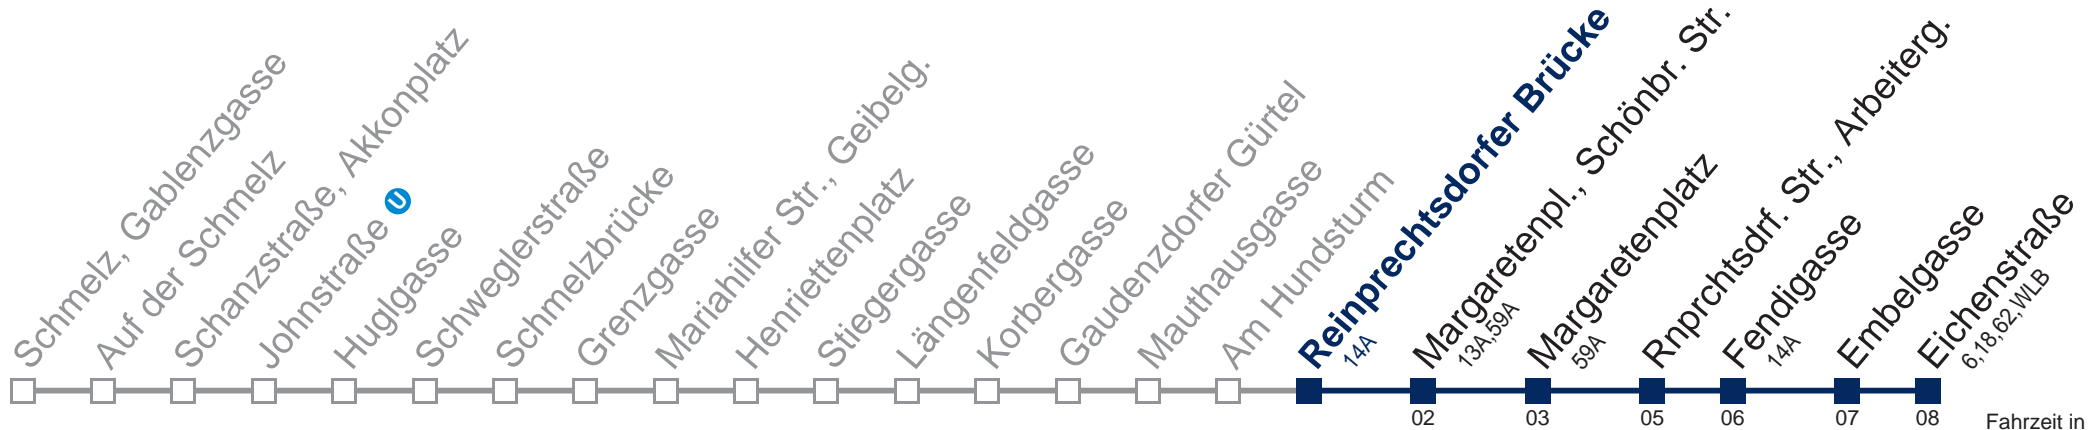 Schmelz, Gablenzgasse
Auf der Schmelz
Schanzstraße, Akkonplatz
Johnstraße U
Huglgasse
Schweglerstraße
Schmelzbrücke
Grenzgasse
Mariahilfer Str., Geibelg.
Henriettenplatz
Stiegergasse
Längenfeldgasse
Korbergasse
Gaudenzdorfer Gürtel
Mauthausgasse
Am Hundsturm
Reinprechtsdorfer Brücke
14A
Margaretenpl., Schönbr. Str.
13A,59A
Margaretenplatz
59A
Rnprchtsdrf. Str., Arbeiterg.
Fendigasse
14A
Embelgasse
Eichenstraße
6,18,62,WLB
02
03
05
06
07
08
Fahrzeit in